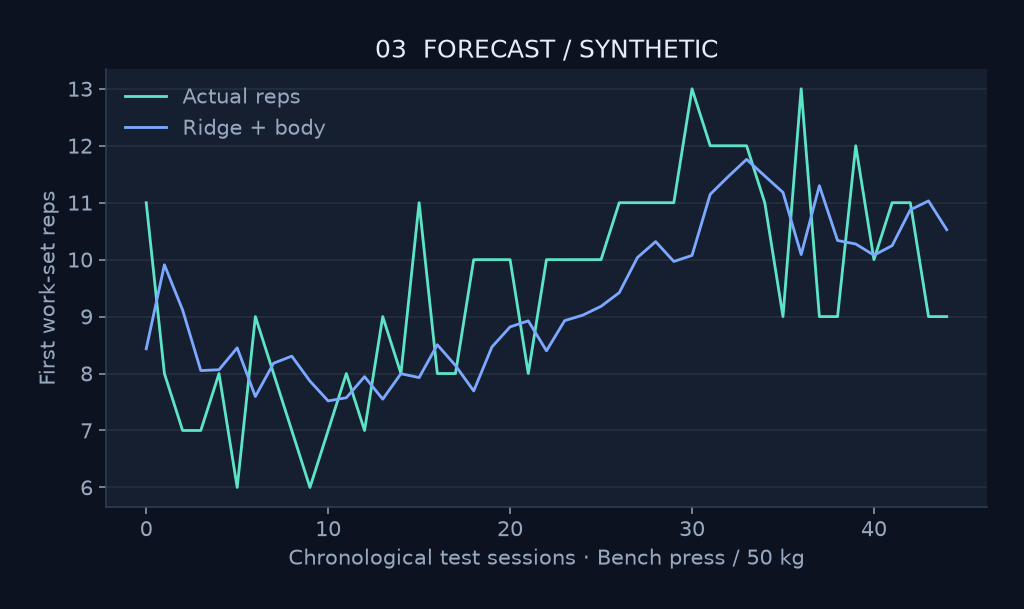 03 FORECAST / SYNTHETIC
Actual reps
Ridge + body
First work-set reps
13
12
11
10
9
8
7
6
0 10 20 30 40
Chronological test sessions · Bench press / 50 kg